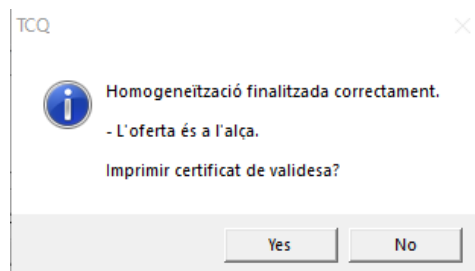 TCQ
Homogeneïtzació finalitzada correctament.
- L'oferta és a l'alça.
Imprimir certificat de validesa?
Yes
No